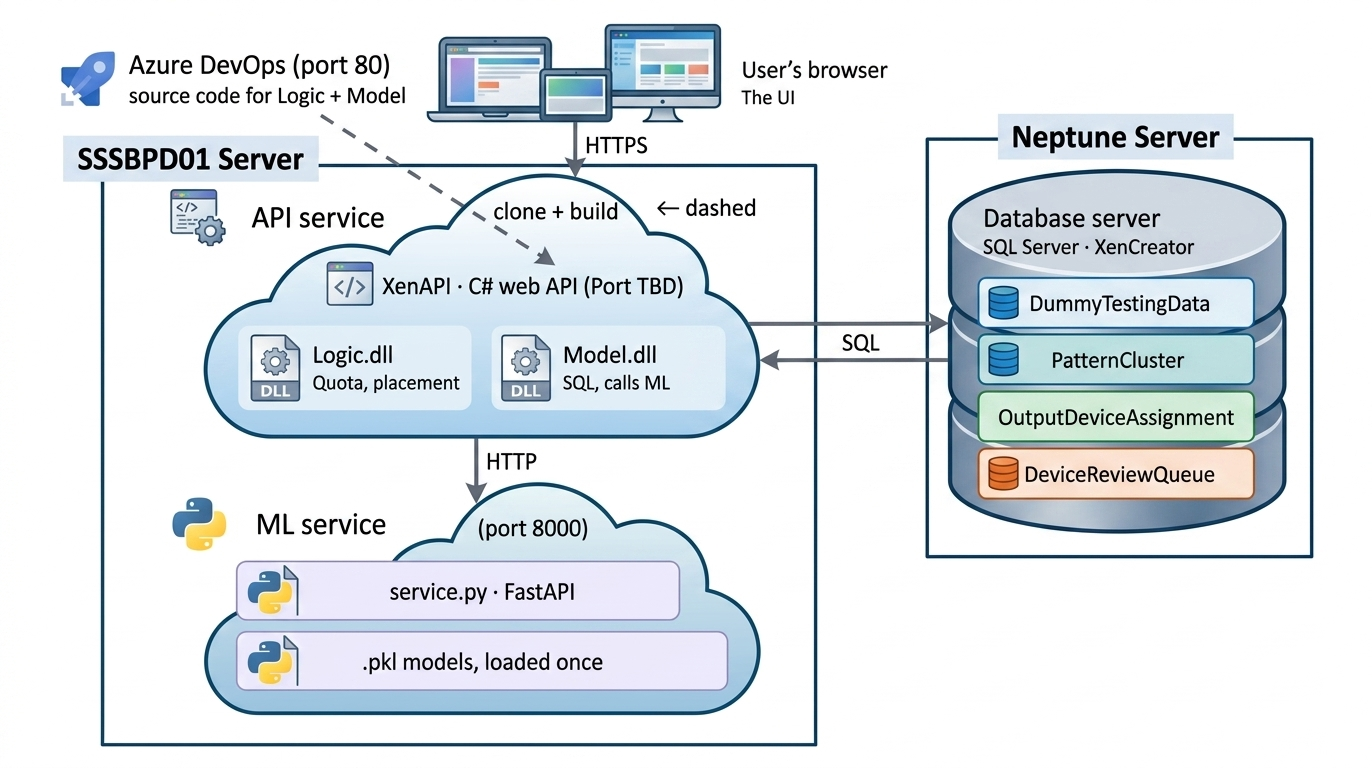 Azure DevOps (port 80)
source code for Logic + Model
User's browser
The UI
HTTPS
SSSBPD01 Server
Neptune Server
API service
clone + build
← dashed
XenAPI · C# web API (Port TBD)
Logic.dll
Quota, placement
DLL
Model.dll
SQL, calls ML
DLL
SQL
Database server
SQL Server · XenCreator
DummyTestingData
PatternCluster
OutputDeviceAssignment
DeviceReviewQueue
HTTP
ML service
(port 8000)
service.py · FastAPI
.pkl models, loaded once